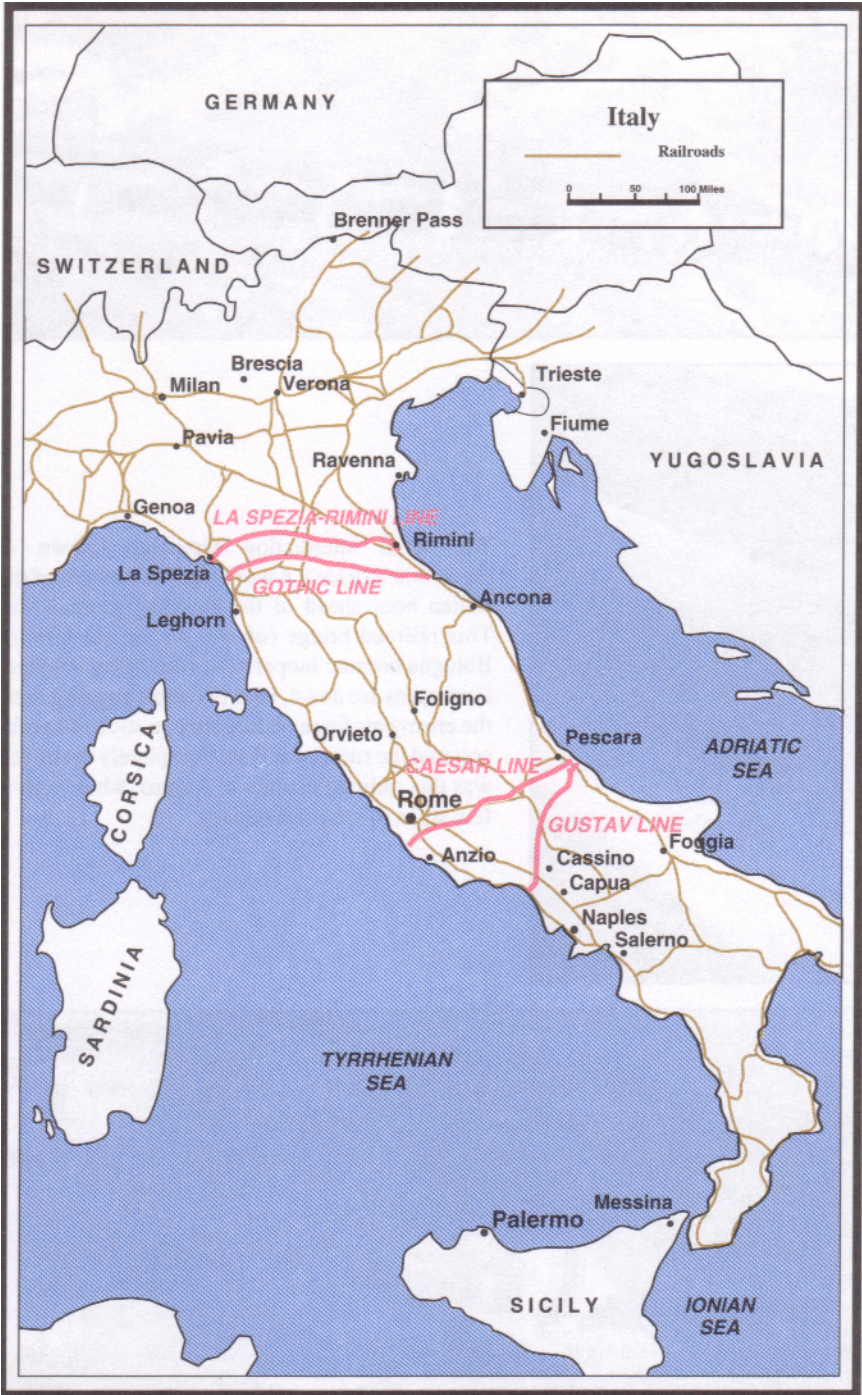 GERMANY
Italy
Railroads
0 50 100 Miles
Brenner Pass
SWITZERLAND
Brescia
Milan
Verona
Trieste
Fiume
Pavia
Ravenna
YUGOSLAVIA
Genoa
LA SPEZIA-RIMINI LINE
Rimini
La Spezia
GOTHIC LINE
Leghorn
Ancona
Foligno
Orvieto
Pescara
CORSICA
CAESAR LINE
ADRIATIC
SEA
Rome
GUSTAV LINE
Foggia
Anzio
Cassino
Capua
Naples
Salerno
SARDINIA
TYRRHENIAN
SEA
Messina
Palermo
SICILY
IONIAN
SEA